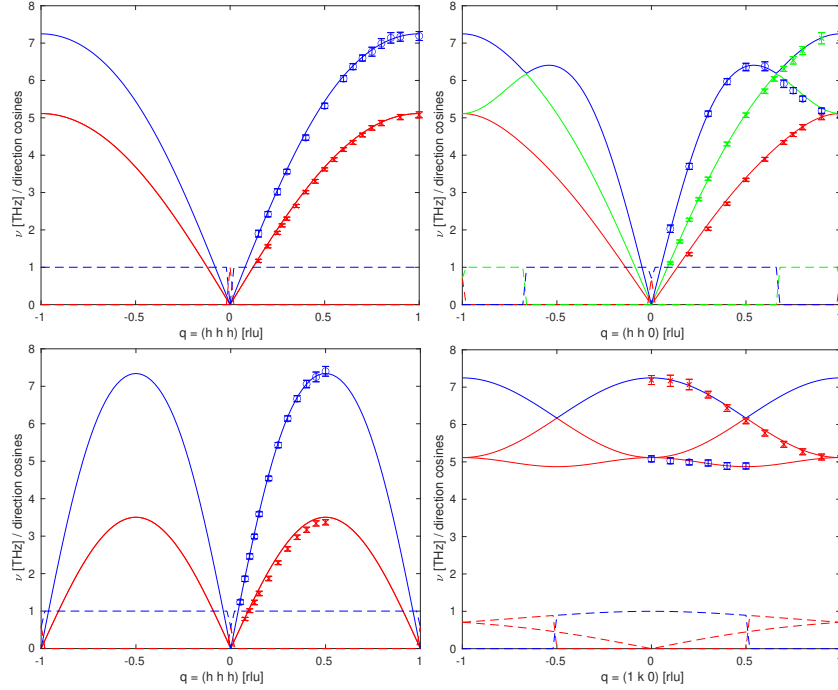 ν [THz] / direction cosines
7
6
5
4
3
2
1
0
-1 -0.5 0 0.5 1
q = (h h h) [rlu]
ν [THz] / direction cosines
8
7
6
5
4
3
2
1
0
-1 -0.5 0 0.5 1
q = (h h 0) [rlu]
ν [THz] / direction cosines
8
7
6
5
4
3
2
1
0
-1 -0.5 0 0.5 1
q = (h h h) [rlu]
ν [THz] / direction cosines
8
7
6
5
4
3
2
1
0
-1 -0.5 0 0.5 1
q = (1 k 0) [rlu]